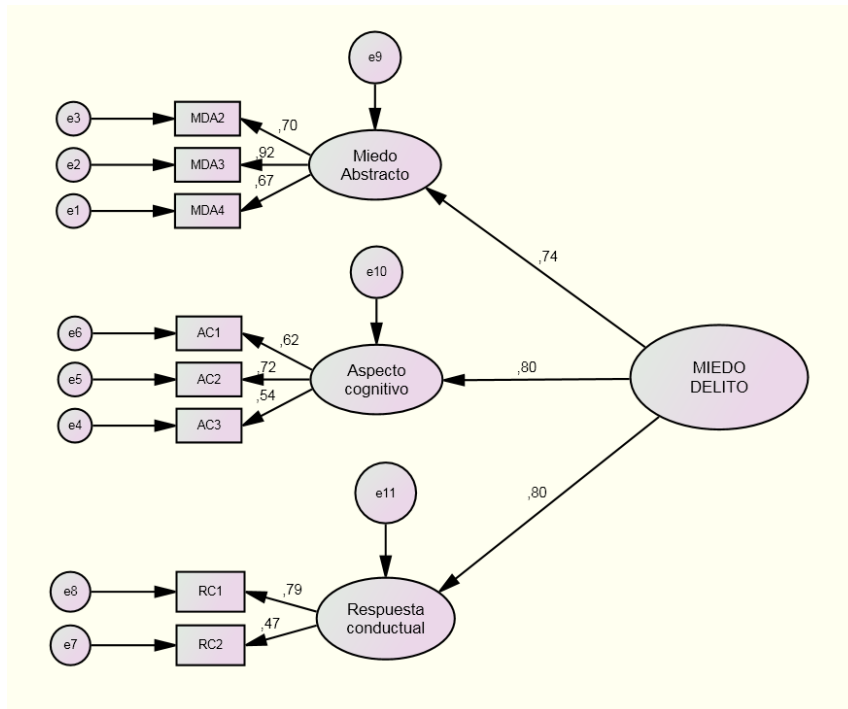 e9
e3
MDA2
,70
Miedo
Abstracto
e2
MDA3
,92
e1
MDA4
,67
,74
e10
e6
AC1
,62
Aspecto
cognitivo
e5
AC2
,72
,80
MIEDO
DELITO
e4
AC3
,54
e11
,80
e8
RC1
,79
Respuesta
conductual
e7
RC2
,47